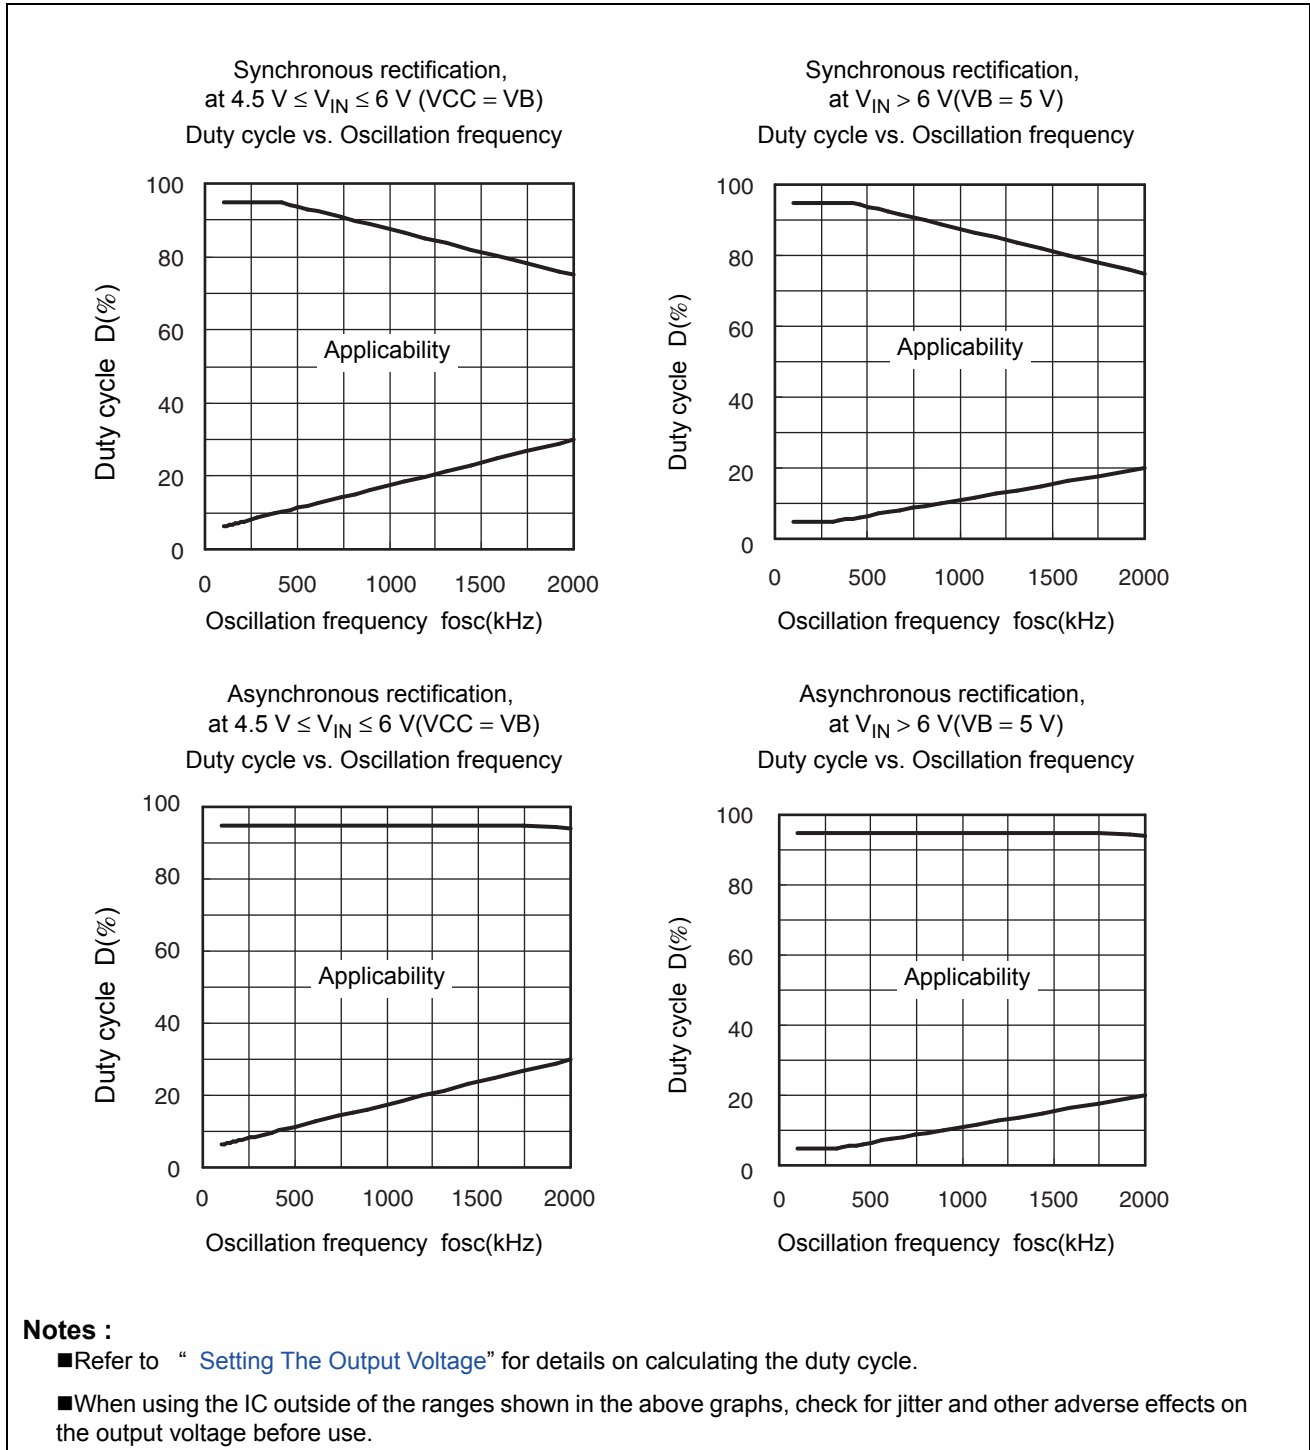 Synchronous rectification,
at 4.5 V ≤ VIN ≤ 6 V (VCC = VB)
Duty cycle vs. Oscillation frequency
100
80
60
40
20
0
Duty cycle D(%)
Applicability
0 500 1000 1500 2000
Oscillation frequency fosc(kHz)
Synchronous rectification,
at VIN > 6 V(VB = 5 V)
Duty cycle vs. Oscillation frequency
100
80
60
40
20
0
Duty cycle D(%)
Applicability
0 500 1000 1500 2000
Oscillation frequency fosc(kHz)
Asynchronous rectification,
at 4.5 V ≤ VIN ≤ 6 V(VCC = VB)
Duty cycle vs. Oscillation frequency
100
80
60
40
20
0
Duty cycle D(%)
Applicability
0 500 1000 1500 2000
Oscillation frequency fosc(kHz)
Asynchronous rectification,
at VIN > 6 V(VB = 5 V)
Duty cycle vs. Oscillation frequency
100
80
60
40
20
0
Duty cycle D(%)
Applicability
0 500 1000 1500 2000
Oscillation frequency fosc(kHz)
Notes :
■Refer to “ Setting The Output Voltage” for details on calculating the duty cycle.
■When using the IC outside of the ranges shown in the above graphs, check for jitter and other adverse effects on
the output voltage before use.